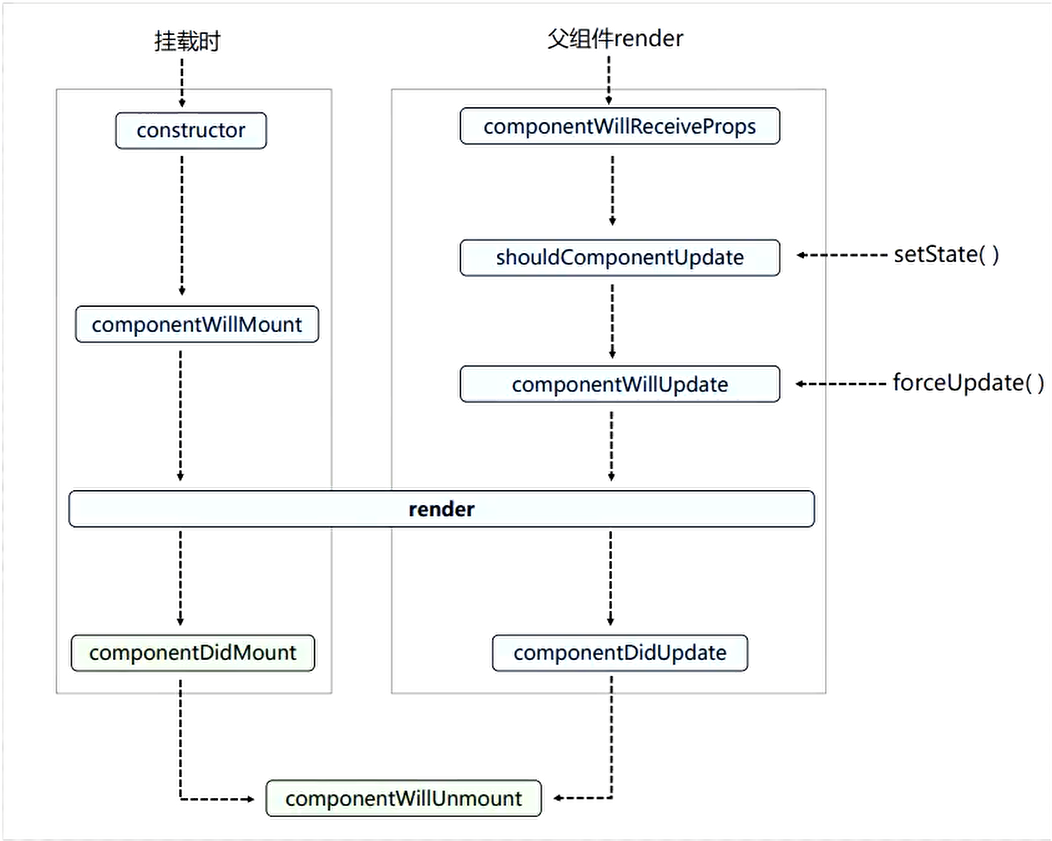 挂载时
父组件render
constructor
componentWillReceiveProps
shouldComponentUpdate
setState( )
componentWillMount
componentWillUpdate
forceUpdate( )
render
componentDidMount
componentDidUpdate
componentWillUnmount